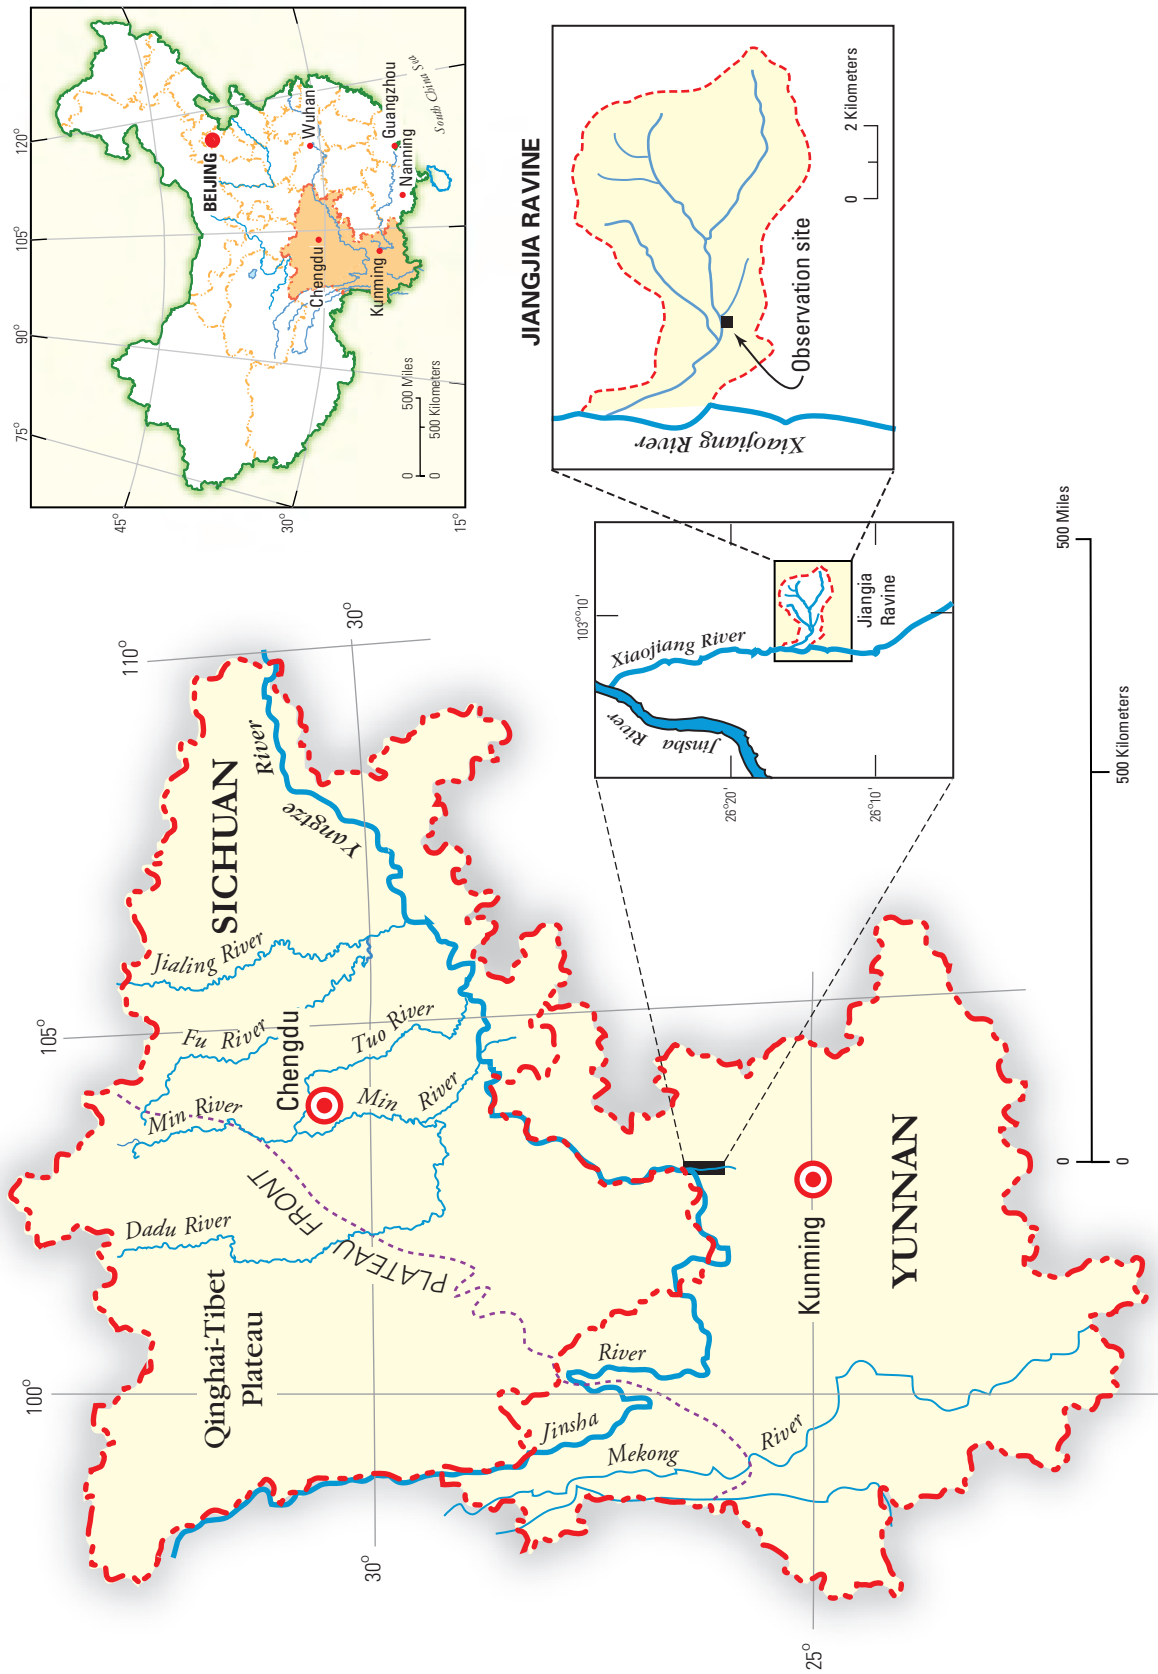 75°
90°
105°
120°
45°
30°
15°
BEIJING
Wuhan
Chengdu
Kunming
Guangzhou
Nanning
South China Sea
0
500 Miles
0
500 Kilometers
JIANGJIA RAVINE
Xiaojiang River
Observation site
0
2 Kilometers
103°10'
26°20'
26°10'
Xiaojiang River
Jinsha River
Jiangjia
Ravine
100°
105°
110°
30°
30°
25°
SICHUAN
Qinghai-Tibet
Plateau
PLATEAU FRONT
Dadu River
Min River
Fu River
Jialing River
Yangtze River
Chengdu
Min River
Tuo River
Jinsha River
Mekong River
Kunming
YUNNAN
0
500 Miles
0
500 Kilometers